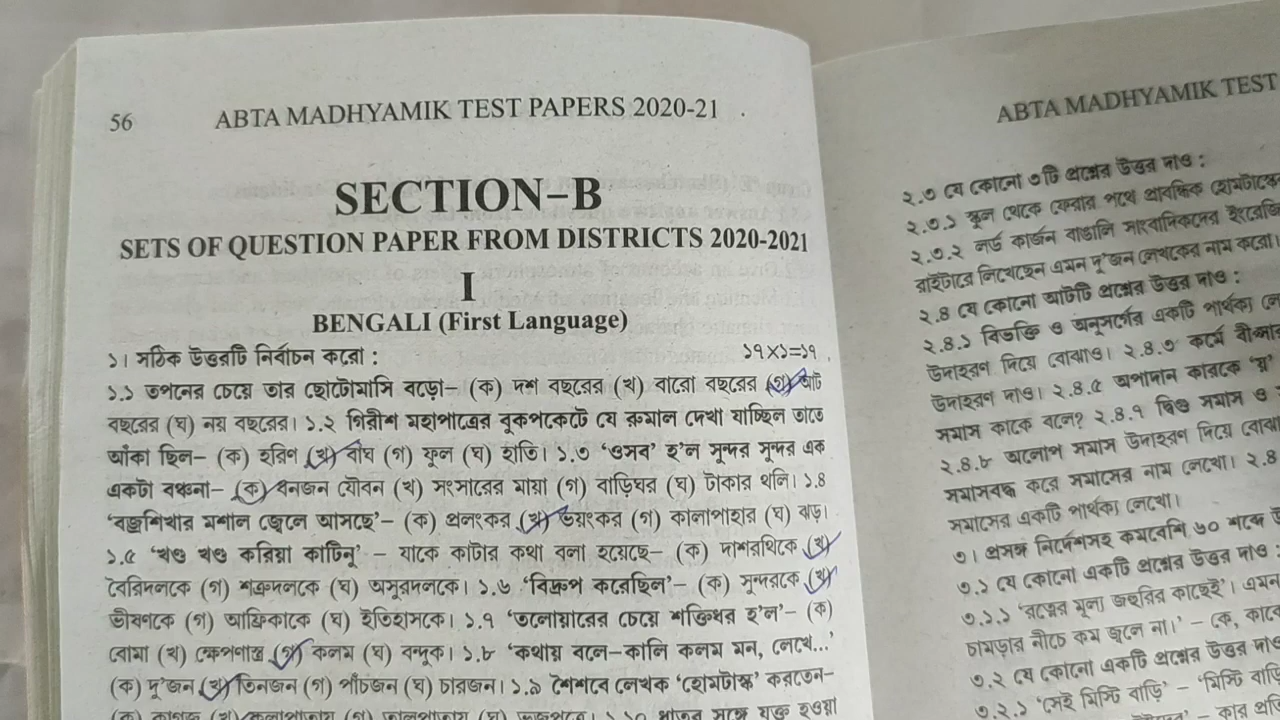 56
ABTA MADHYAMIK TEST PAPERS 2020-21
SECTION–B
SETS OF QUESTION PAPER FROM DISTRICTS 2020-2021
I
BENGALI (First Language)
১। সঠিক উত্তরটি নির্বাচন করো : ১৭×১=১৭
১.১ তপনের চেয়ে তার ছোটোমাসি বড়ো– (ক) দশ বছরের (খ) বারো বছরের (গ) আট
বছরের (ঘ) নয় বছরের। ১.২ গিরীশ মহাপাত্রের বুকপকেটে যে রুমাল দেখা যাচ্ছিল তাতে
আঁকা ছিল– (ক) হরিণ (খ) বাঘ (গ) ফুল (ঘ) হাতি। ১.৩ ‘ওসব’ হ’ল সুন্দর সুন্দর এক
একটা বঞ্চনা– (ক) ধনজন যৌবন (খ) সংসারের মায়া (গ) বাড়িঘর (ঘ) টাকার থলি। ১.৪
‘বজ্রশিখার মশাল জ্বেলে আসছে’– (ক) প্রলংকর (খ) ভয়ংকর (গ) কালাপাহার (ঘ) ঝড়।
১.৫ ‘খণ্ড খণ্ড করিয়া কাটিনু’ – যাকে কাটার কথা বলা হয়েছে– (ক) দাশরথিকে (খ)
বৈরিদলকে (গ) শত্রুদলকে (ঘ) অসুরদলকে। ১.৬ ‘বিদ্রূপ করেছিল’– (ক) সুন্দরকে (খ)
ভীষণকে (গ) আফ্রিকাকে (ঘ) ইতিহাসকে। ১.৭ ‘তলোয়ারের চেয়ে শক্তিধর হ’ল’– (ক)
বোমা (খ) ক্ষেপণাস্ত্র (গ) কলম (ঘ) বন্দুক। ১.৮ ‘কথায় বলে–কালি কলম মন, লেখে...’
(ক) দু’জন (খ) তিনজন (গ) পাঁচজন (ঘ) চারজন। ১.৯ শৈশবে লেখক ‘হোমটাস্ক’ করতেন–
ABTA MADHYAMIK TEST
২.৩ যে কোনো ৩টি প্রশ্নের উত্তর দাও :
২.৩.১ স্কুল থেকে ফেরার পথে প্রাবন্ধিক হোমটাস্কের
২.৩.২ লর্ড কার্জন বাঙালি সাংবাদিকদের
রাইটারে লিখেছেন এমন দু’জন লেখকের নাম করো।
২.৪ যে কোনো আটটি প্রশ্নের উত্তর দাও :
২.৪.১ বিভক্তি ও অনুসর্গের একটি পার্থক্য
উদাহরণ দিয়ে বোঝাও। ২.৪.৩ কর্মে
উদাহরণ দাও। ২.৪.৫ অপাদান কারকে ‘য়’
সমাস কাকে বলে? ২.৪.৭ দ্বিগু সমাস ও
২.৪.৮ অলোপ সমাস উদাহরণ দিয়ে
সমাসবদ্ধ করে সমাসের নাম লেখো। ২.৪
সমাসের একটি পার্থক্য লেখো।
৩। প্রসঙ্গ নির্দেশসহ কমবেশি ৬০ শব্দে
৩.১ যে কোনো একটি প্রশ্নের উত্তর দাও :
৩.১.১ ‘রত্নের মূল্য জহুরির কাছেই’।
চামড়ার নীচে কম জ্বলে না।’ – কে,
৩.২ যে কোনো একটি প্রশ্নের উত্তর দাও
৩.২.১ ‘সেই মিস্টি বাড়ি’ – ‘মিস্টি